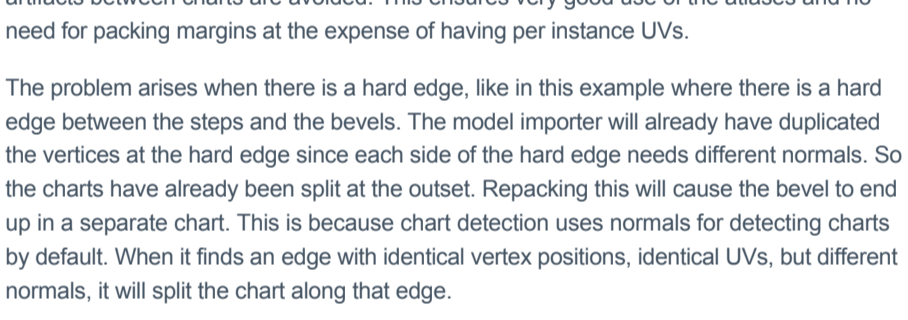 need for packing margins at the expense of having per instance UVs.
The problem arises when there is a hard edge, like in this example where there is a hard
edge between the steps and the bevels. The model importer will already have duplicated
the vertices at the hard edge since each side of the hard edge needs different normals. So
the charts have already been split at the outset. Repacking this will cause the bevel to end
up in a separate chart. This is because chart detection uses normals for detecting charts
by default. When it finds an edge with identical vertex positions, identical UVs, but different
normals, it will split the chart along that edge.